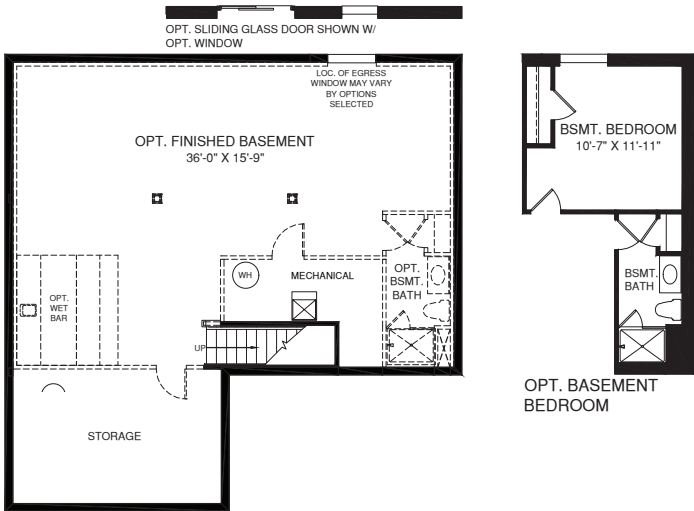 OPT. SLIDING GLASS DOOR SHOWN W/
OPT. WINDOW
LOC. OF EGRESS
WINDOW MAY VARY
BY OPTIONS
SELECTED
OPT. FINISHED BASEMENT
36'-0" X 15'-9"
WH
MECHANICAL
OPT.
BSMT.
BATH
OPT.
WET
BAR
UP
STORAGE
BSMT. BEDROOM
10'-7" X 11'-11"
BSMT.
BATH
OPT. BASEMENT
BEDROOM